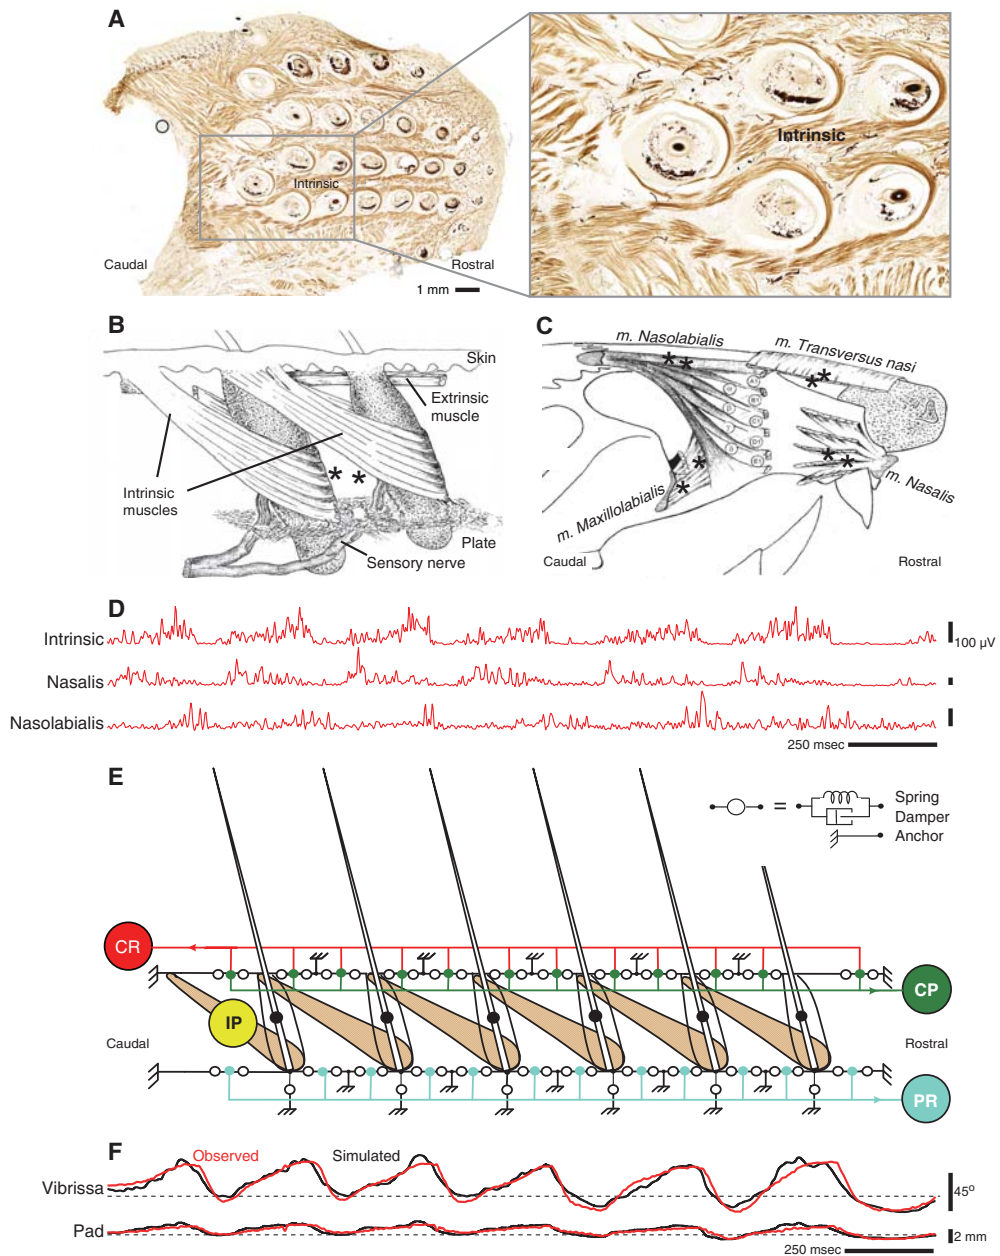 A
Intrinsic
Caudal
Rostral
1 mm
Intrinsic
B
Skin
Extrinsic
muscle
Intrinsic
muscles
Plate
Sensory nerve
C
m. Nasolabialis
m. Transversus nasi
m. Maxillolabialis
m. Nasalis
Caudal
Rostral
D
Intrinsic
100 µV
Nasalis
Nasolabialis
250 msec
E
Spring
Damper
Anchor
CR
CP
IP
Caudal
Rostral
PR
F
Observed
Simulated
Vibrissa
45°
Pad
2 mm
250 msec